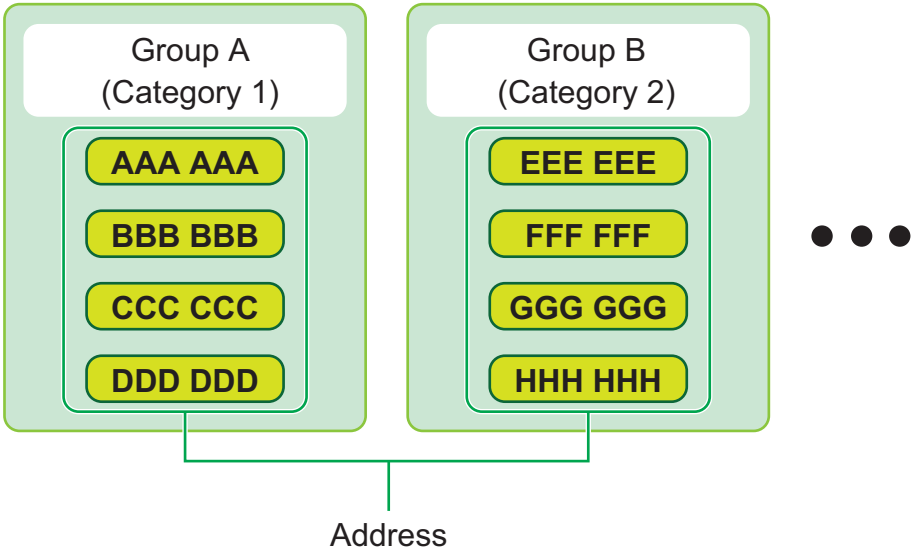 Group A
(Category 1)
AAA AAA
BBB BBB
CCC CCC
DDD DDD
Group B
(Category 2)
EEE EEE
FFF FFF
GGG GGG
HHH HHH
Address